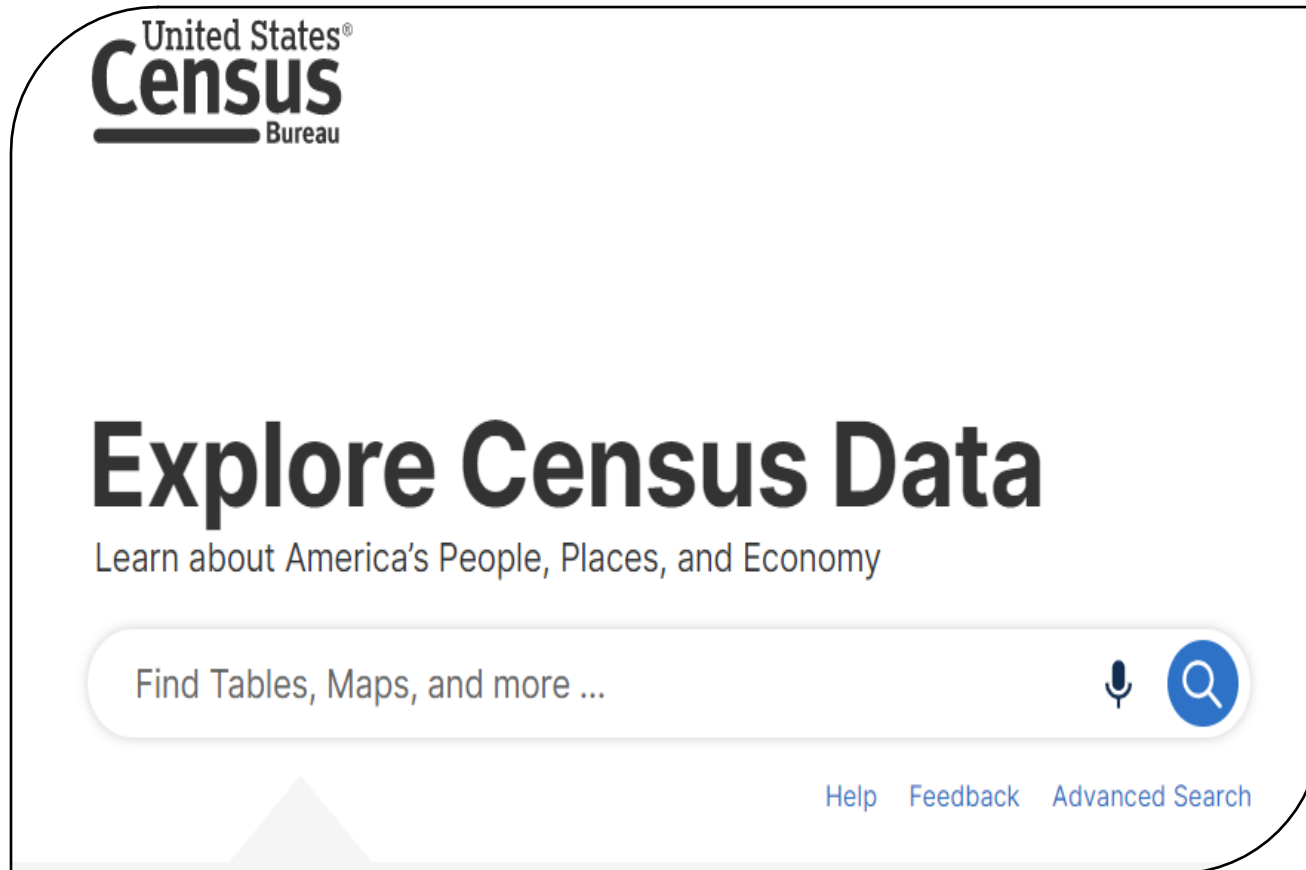 United States®
Census
Bureau
Explore Census Data
Learn about America’s People, Places, and Economy
Find Tables, Maps, and more ...
Help Feedback Advanced Search